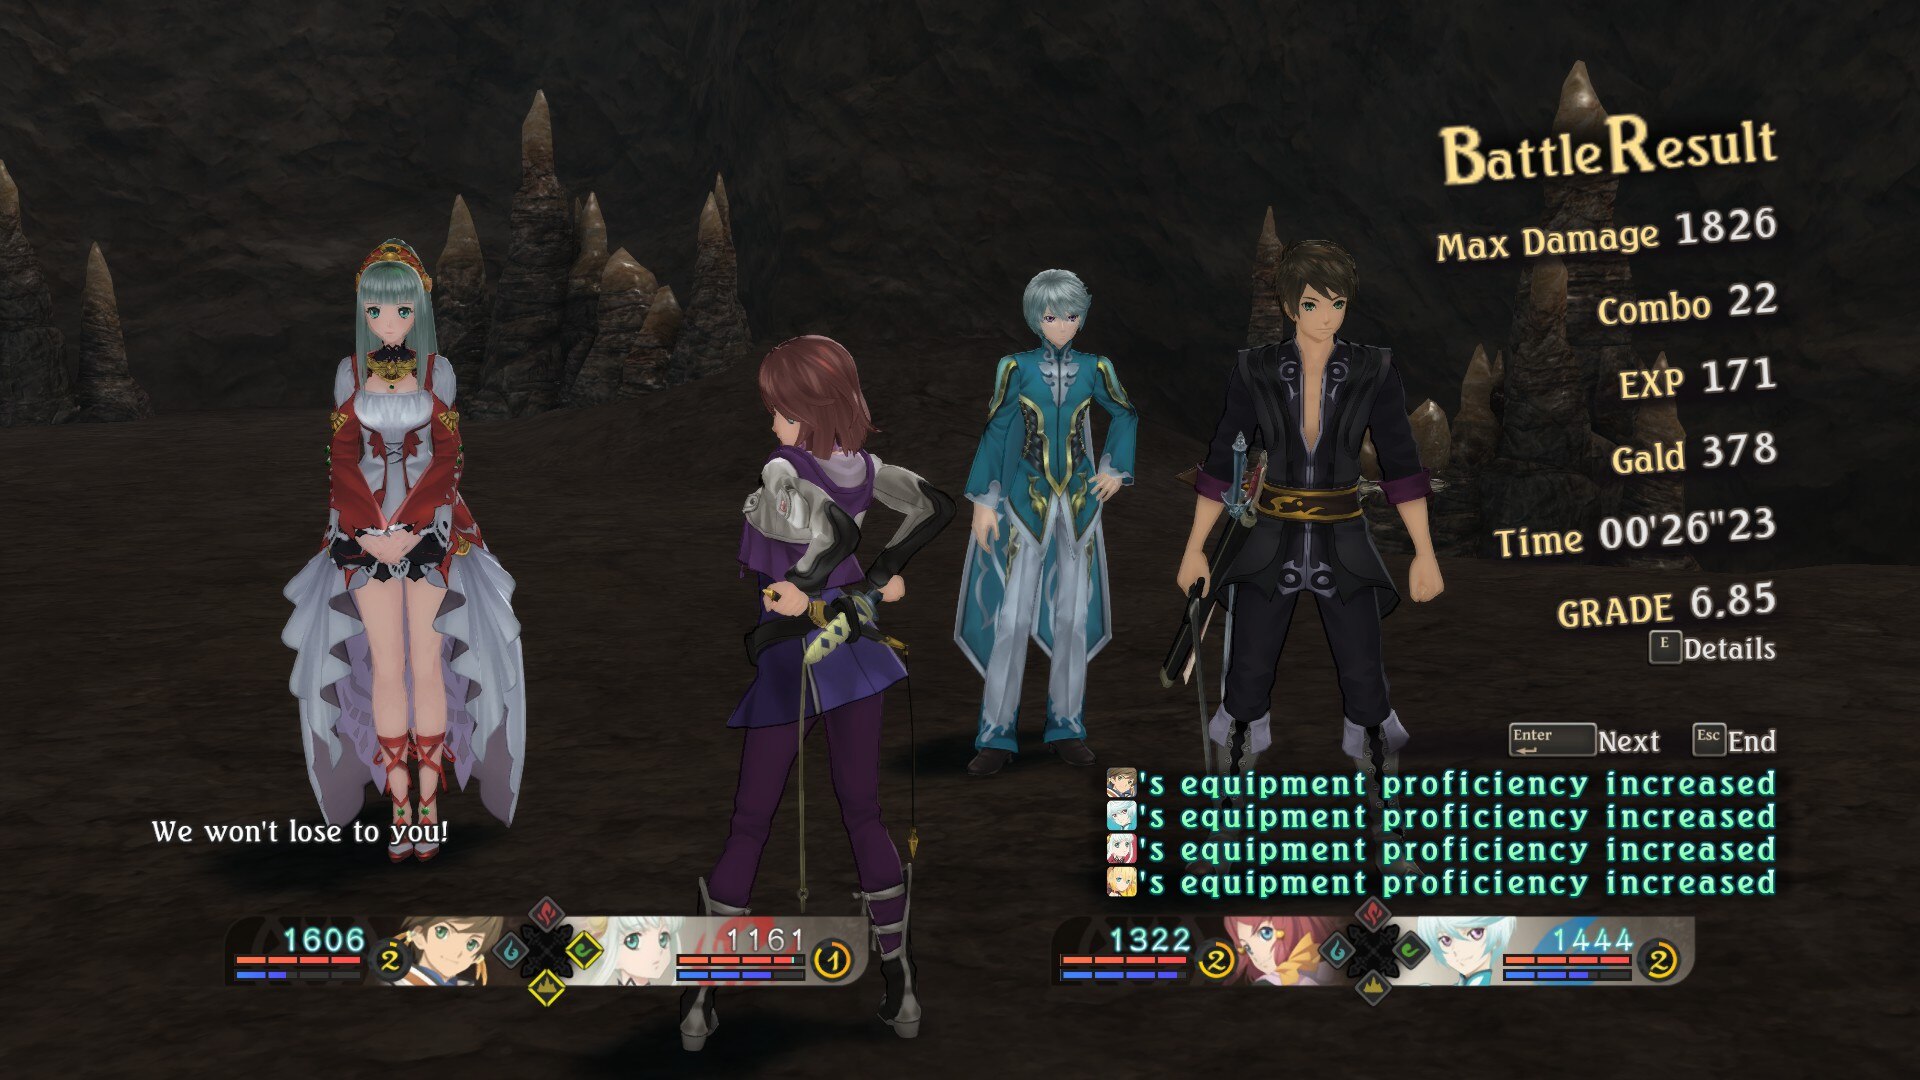 Battle Result
Max Damage 1826
Combo 22
EXP 171
Gald 378
Time 00'26"23
GRADE 6.85
E Details
Enter Next Esc End
's equipment proficiency increased
's equipment proficiency increased
's equipment proficiency increased
's equipment proficiency increased
We won't lose to you!
1606 2 1161 1
1322 2 1444 2